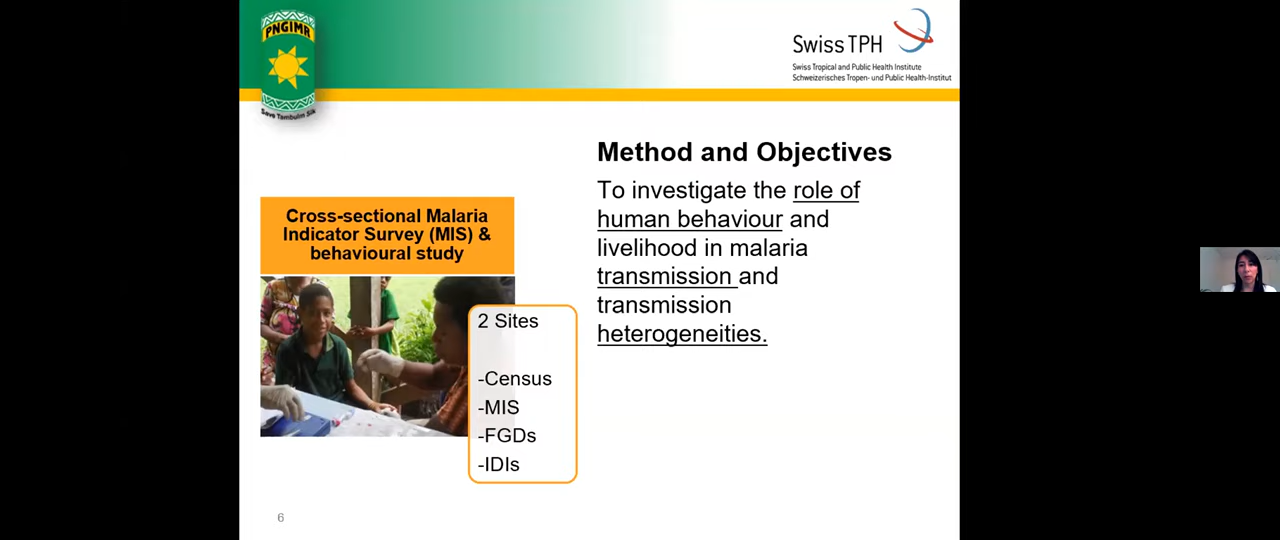 PNGIMR
Save Tambuim Sik
Swiss TPH
Swiss Tropical and Public Health Institute
Schweizerisches Tropen- und Public Health-Institut
Method and Objectives
To investigate the role of
human behaviour and
livelihood in malaria
transmission and
transmission
heterogeneities.
Cross-sectional Malaria
Indicator Survey (MIS) &
behavioural study
2 Sites
-Census
-MIS
-FGDs
-IDIs
6